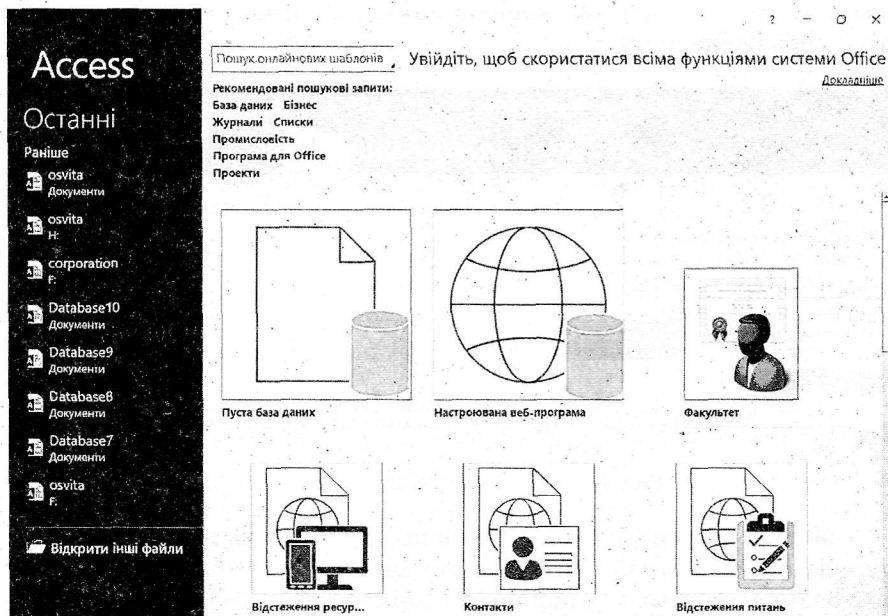 ? – O ×
Access
Останні
Раніше
osvita
Документи
osvita
H:
corporation
F:
Database10
Документи
Database9
Документи
Database8
Документи
Database7
Документи
osvita
F:
Відкрити інші файли
Пошук онлайнових шаблонів
Увійдіть, щоб скористатися всіма функціями системи Office
Докладніше
Рекомендовані пошукові запити:
База даних Бізнес
Журнали Списки
Промисловість
Програма для Office
Проекти
Пуста база даних
Настроювана веб-програма
Факультет
Відстеження ресур...
Контакти
Відстеження питань